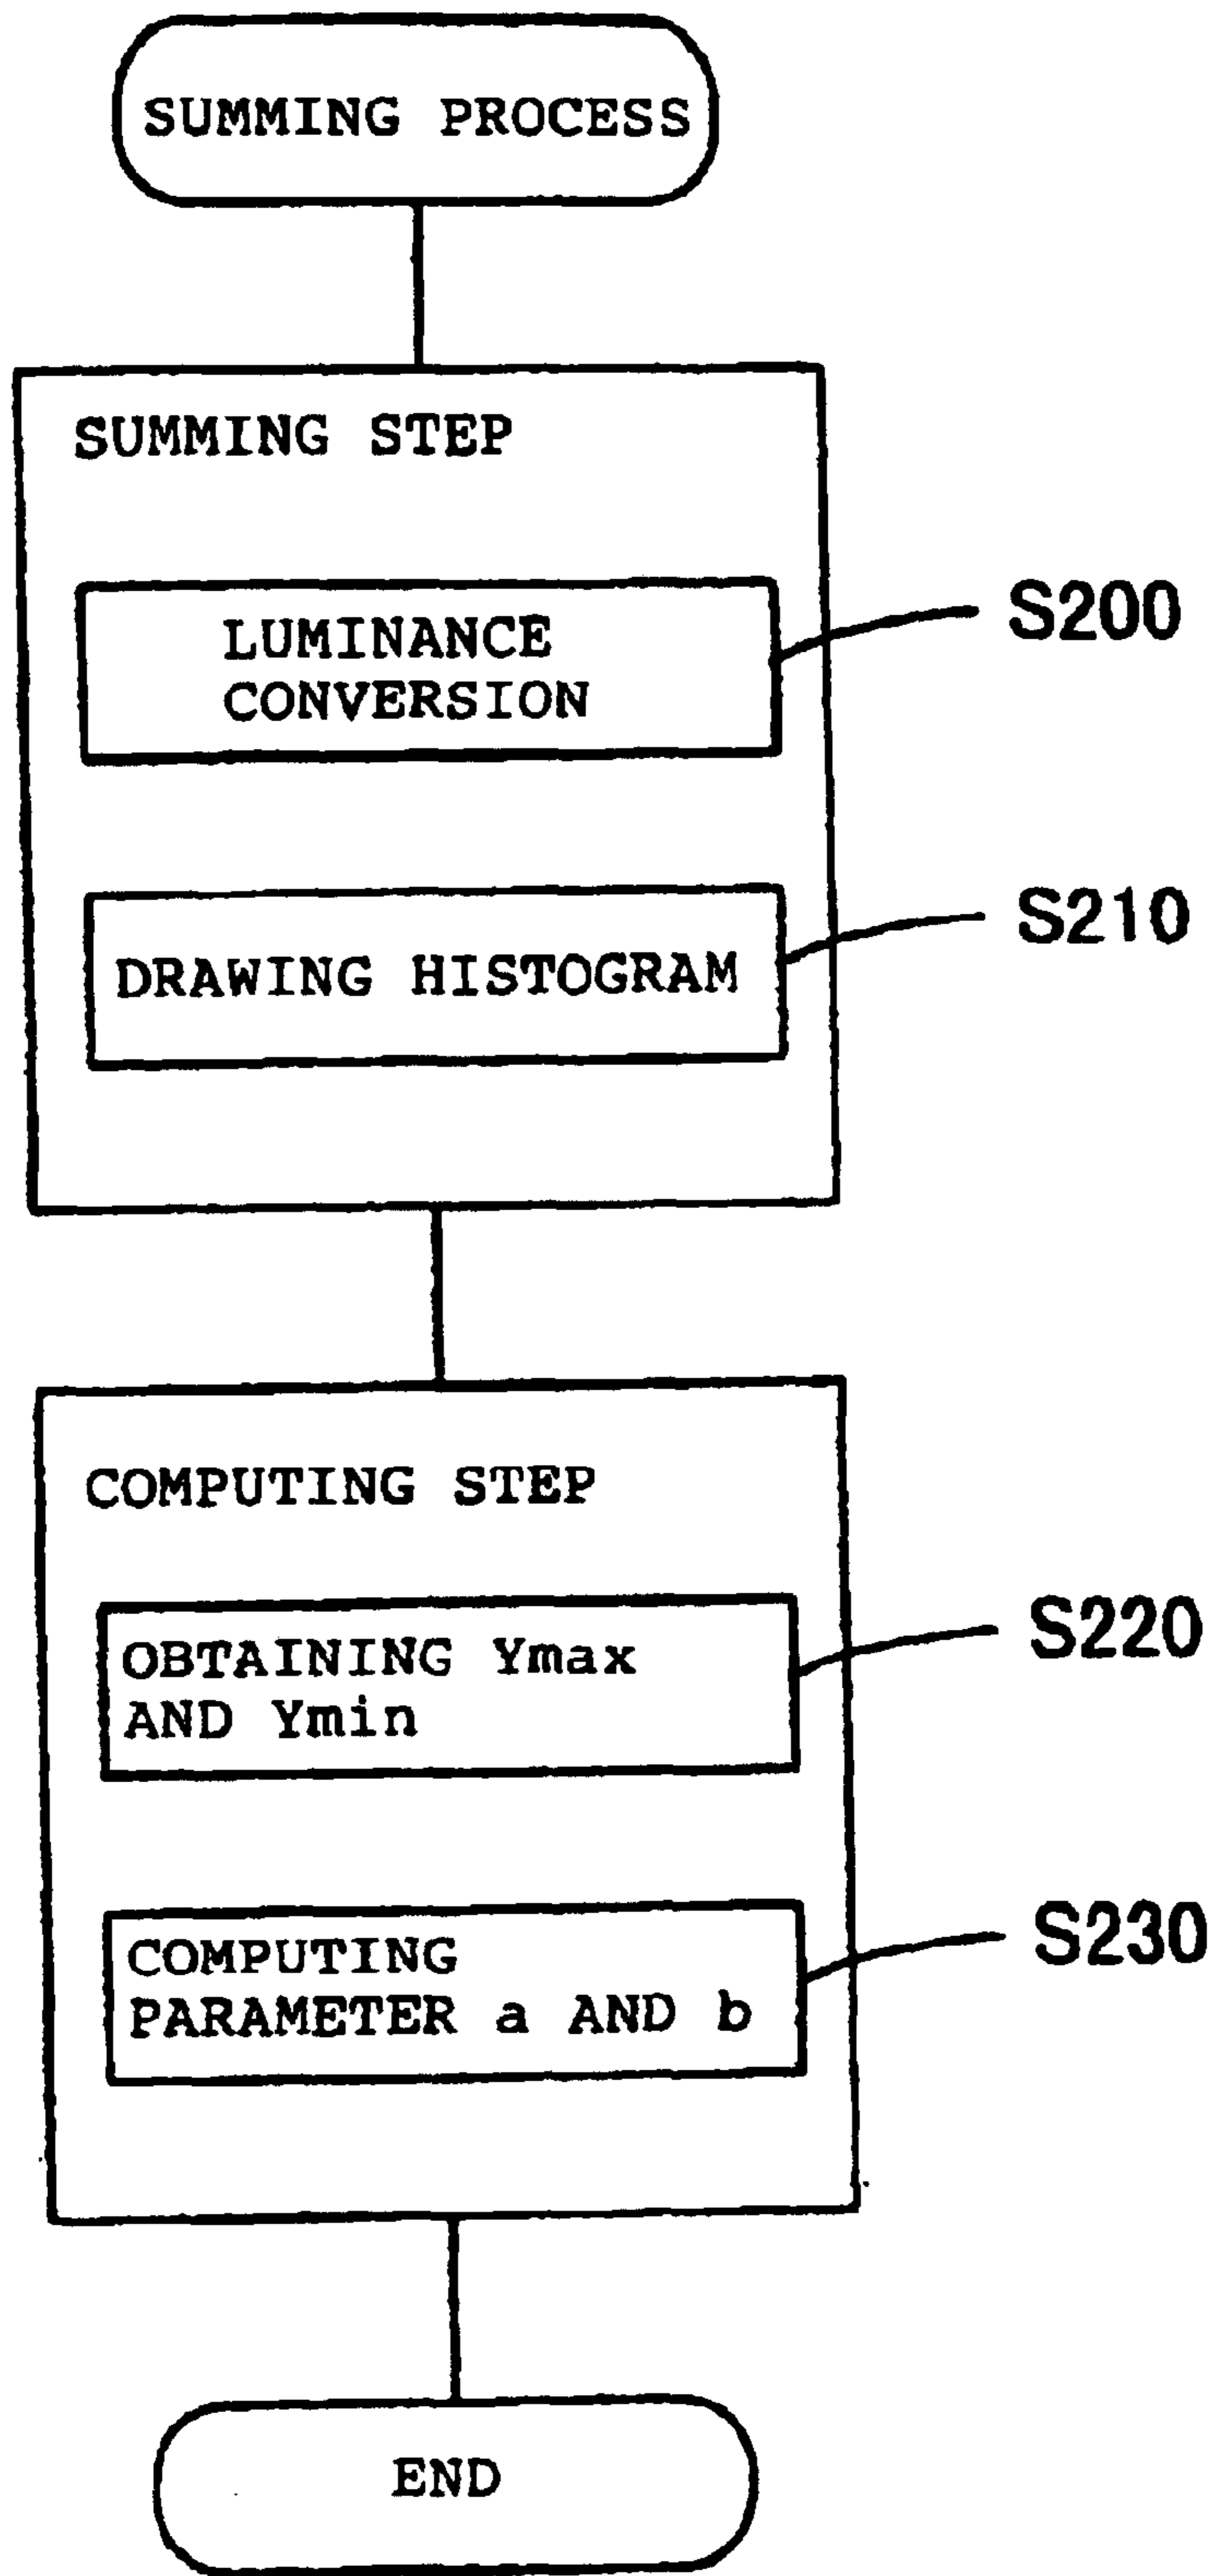 SUMMING PROCESS
SUMMING STEP
LUMINANCE
CONVERSION
S200
DRAWING HISTOGRAM
S210
COMPUTING STEP
OBTAINING Ymax
AND Ymin
S220
COMPUTING
PARAMETER a AND b
S230
END